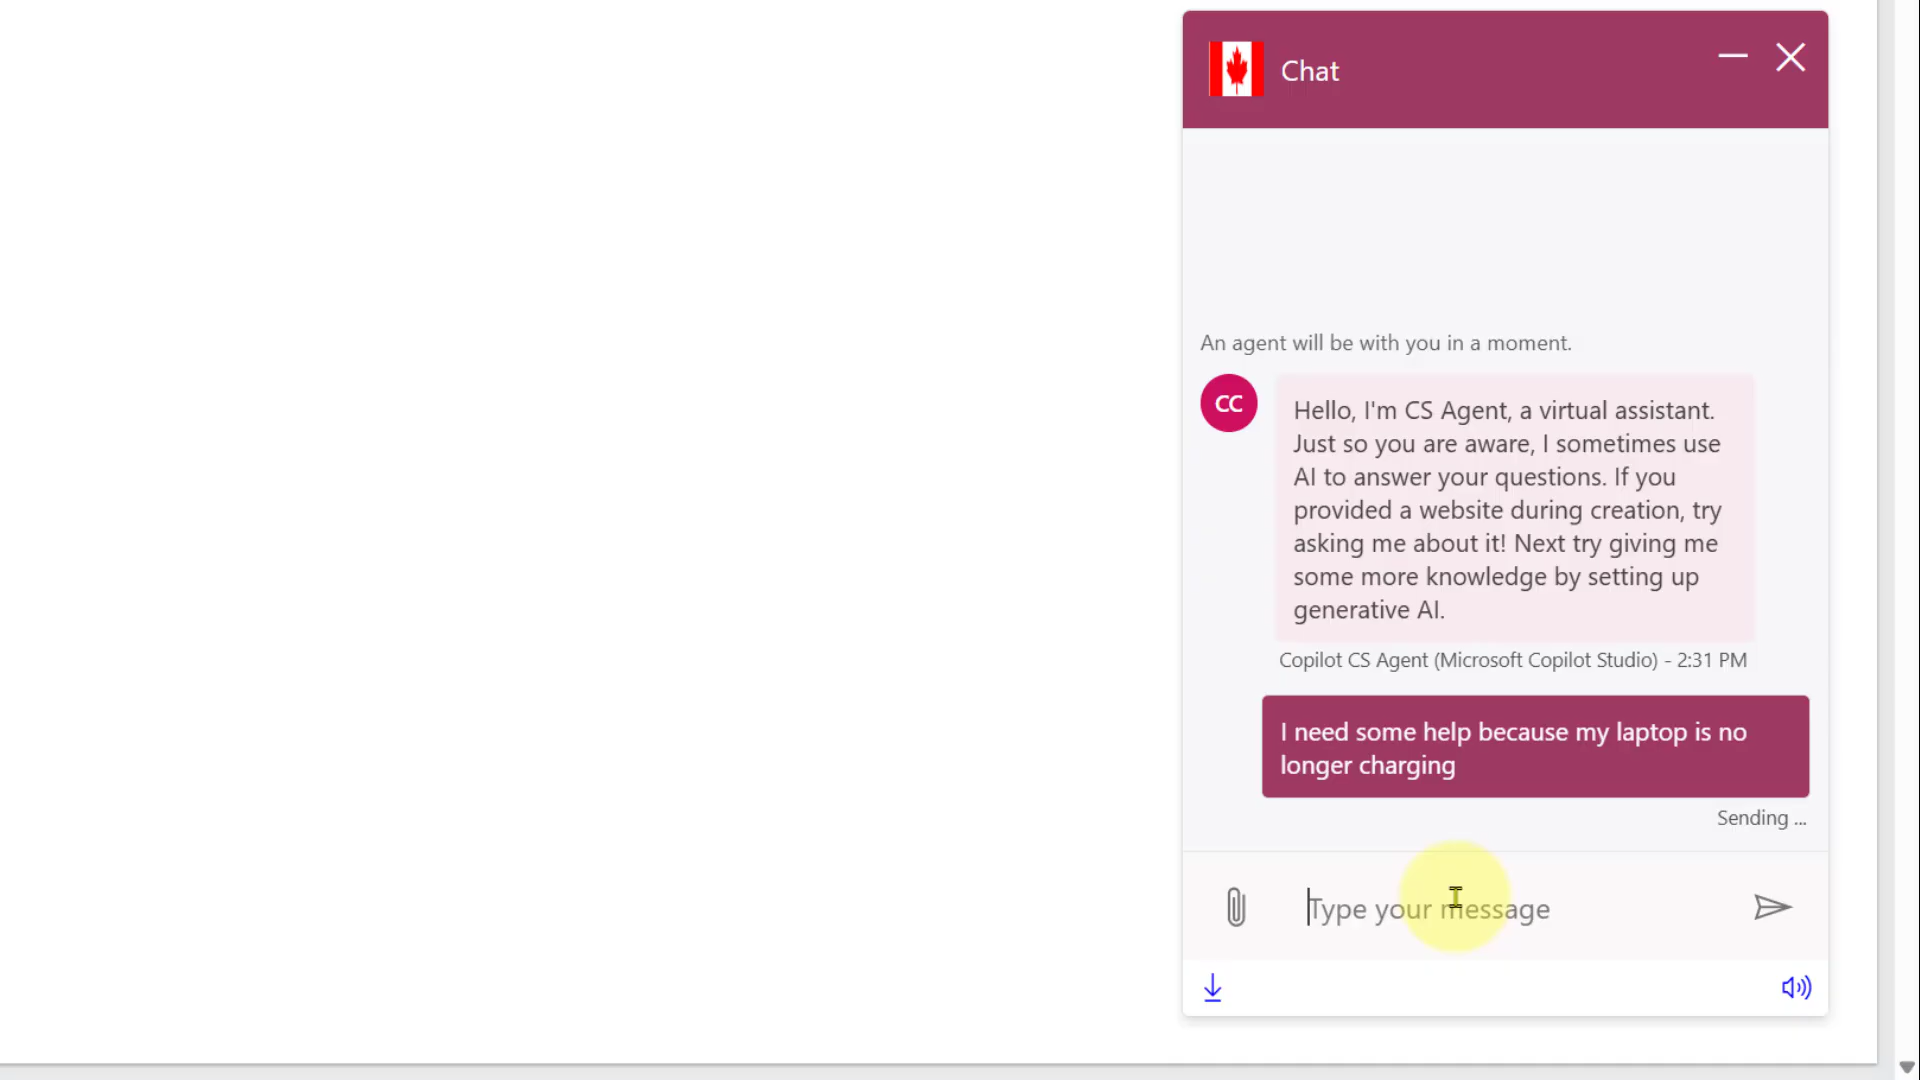 Chat
An agent will be with you in a moment.
CC
Hello, I'm CS Agent, a virtual assistant.
Just so you are aware, I sometimes use
AI to answer your questions. If you
provided a website during creation, try
asking me about it! Next try giving me
some more knowledge by setting up
generative AI.
Copilot CS Agent (Microsoft Copilot Studio) - 2:31 PM
I need some help because my laptop is no
longer charging
Sending ...
Type your message